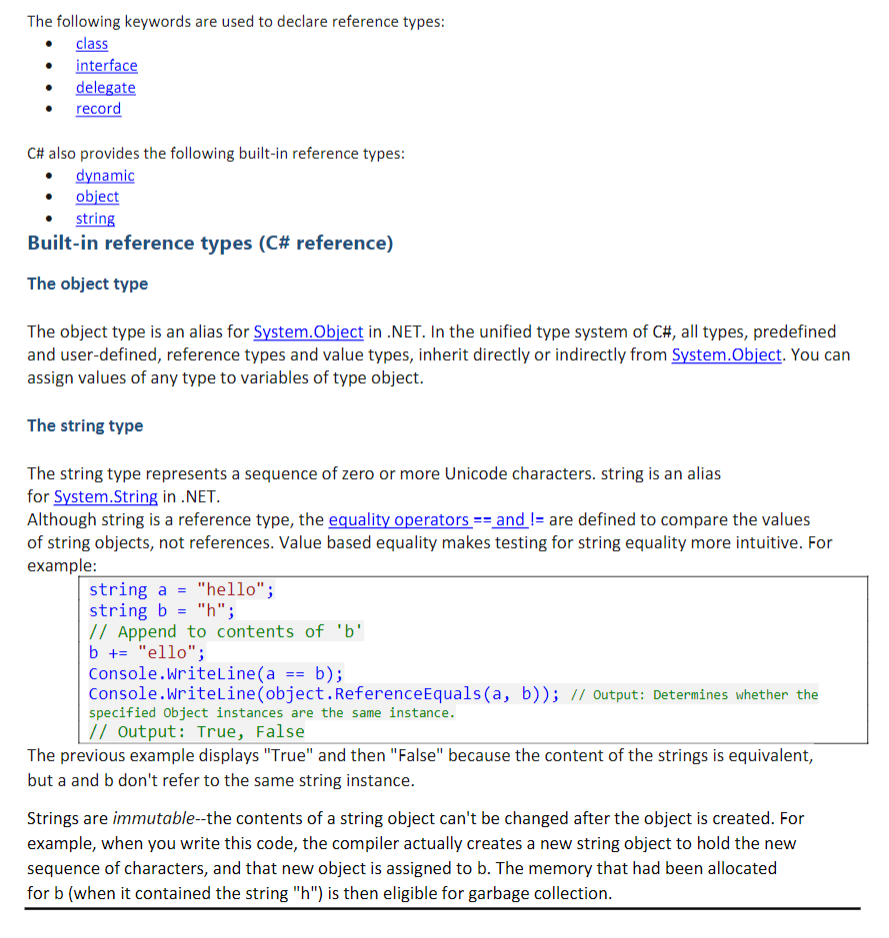 The following keywords are used to declare reference types:
• class
• interface
• delegate
• record
C# also provides the following built-in reference types:
• dynamic
• object
• string
Built-in reference types (C# reference)
The object type
The object type is an alias for System.Object in .NET. In the unified type system of C#, all types, predefined
and user-defined, reference types and value types, inherit directly or indirectly from System.Object. You can
assign values of any type to variables of type object.
The string type
The string type represents a sequence of zero or more Unicode characters. string is an alias
for System.String in .NET.
Although string is a reference type, the equality operators == and != are defined to compare the values
of string objects, not references. Value based equality makes testing for string equality more intuitive. For
example:
string a = "hello";
string b = "h";
// Append to contents of 'b'
b += "ello";
Console.WriteLine(a == b);
Console.WriteLine(object.ReferenceEquals(a, b)); // Output: Determines whether the
specified Object instances are the same instance.
// Output: True, False
The previous example displays "True" and then "False" because the content of the strings is equivalent,
but a and b don't refer to the same string instance.
Strings are immutable--the contents of a string object can't be changed after the object is created. For
example, when you write this code, the compiler actually creates a new string object to hold the new
sequence of characters, and that new object is assigned to b. The memory that had been allocated
for b (when it contained the string "h") is then eligible for garbage collection.